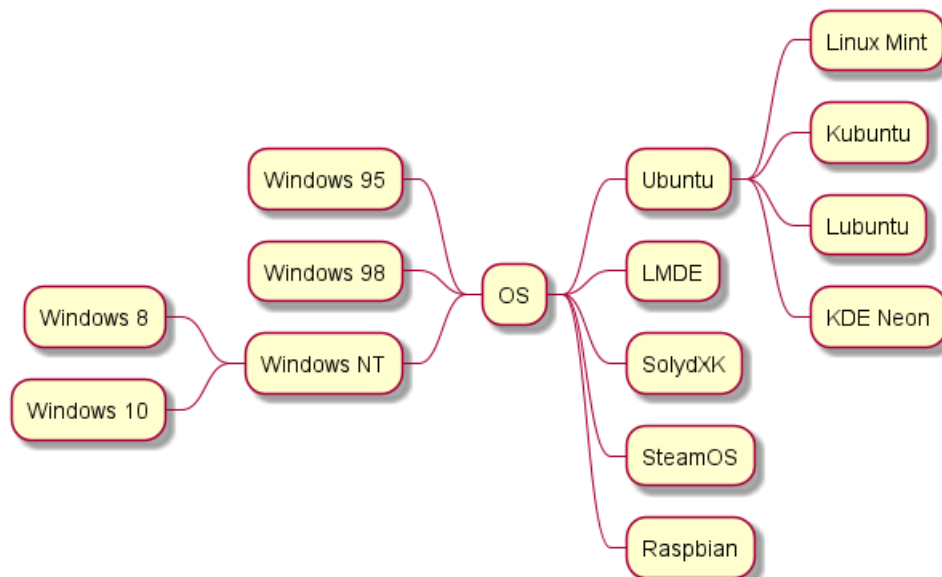 OS
Ubuntu
Linux Mint
Kubuntu
Lubuntu
KDE Neon
LMDE
SolydXK
SteamOS
Raspbian
Windows 95
Windows 98
Windows NT
Windows 8
Windows 10